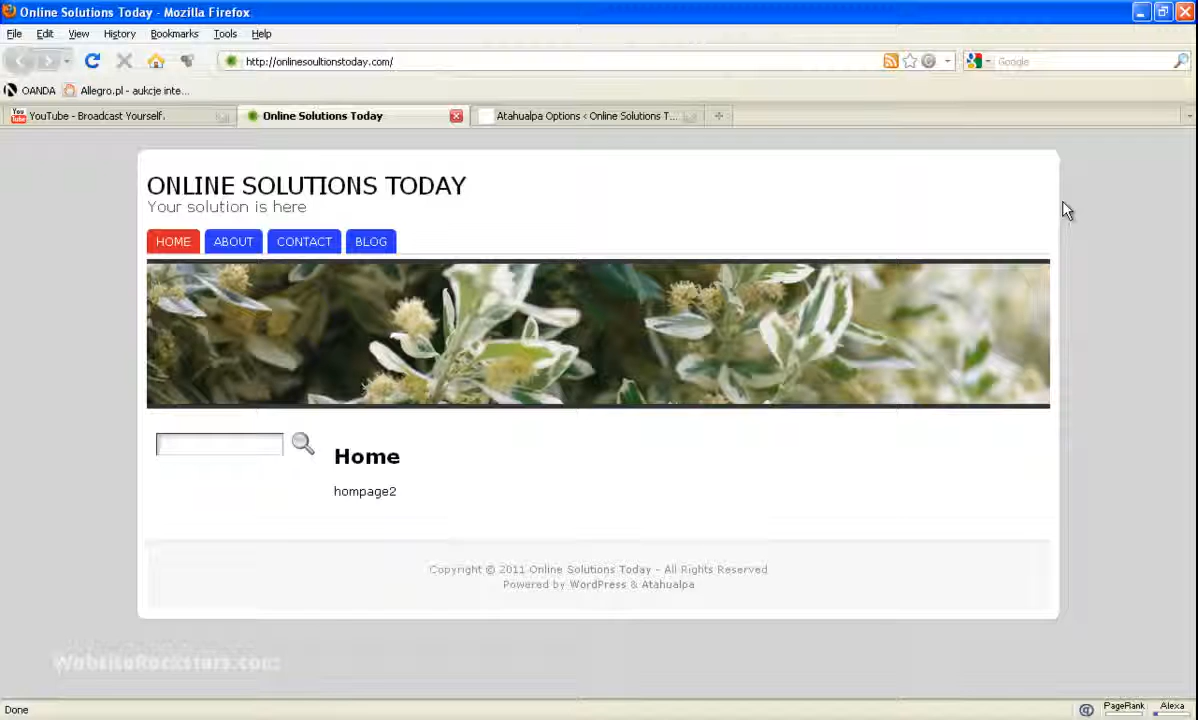 Online Solutions Today - Mozilla Firefox
File Edit View History Bookmarks Tools Help
http://onlinesoultionstoday.com/
Google
OANDA Allegro.pl - aukcje inte...
You Tube YouTube - Broadcast Yourself. Online Solutions Today Atahualpa Options ‹ Online Solutions T...
ONLINE SOLUTIONS TODAY
Your solution is here
HOME ABOUT CONTACT BLOG
Home
hompage2
Copyright © 2011 Online Solutions Today - All Rights Reserved
Powered by WordPress & Atahualpa
WebsiteRockstars.com
Done PageRank Alexa